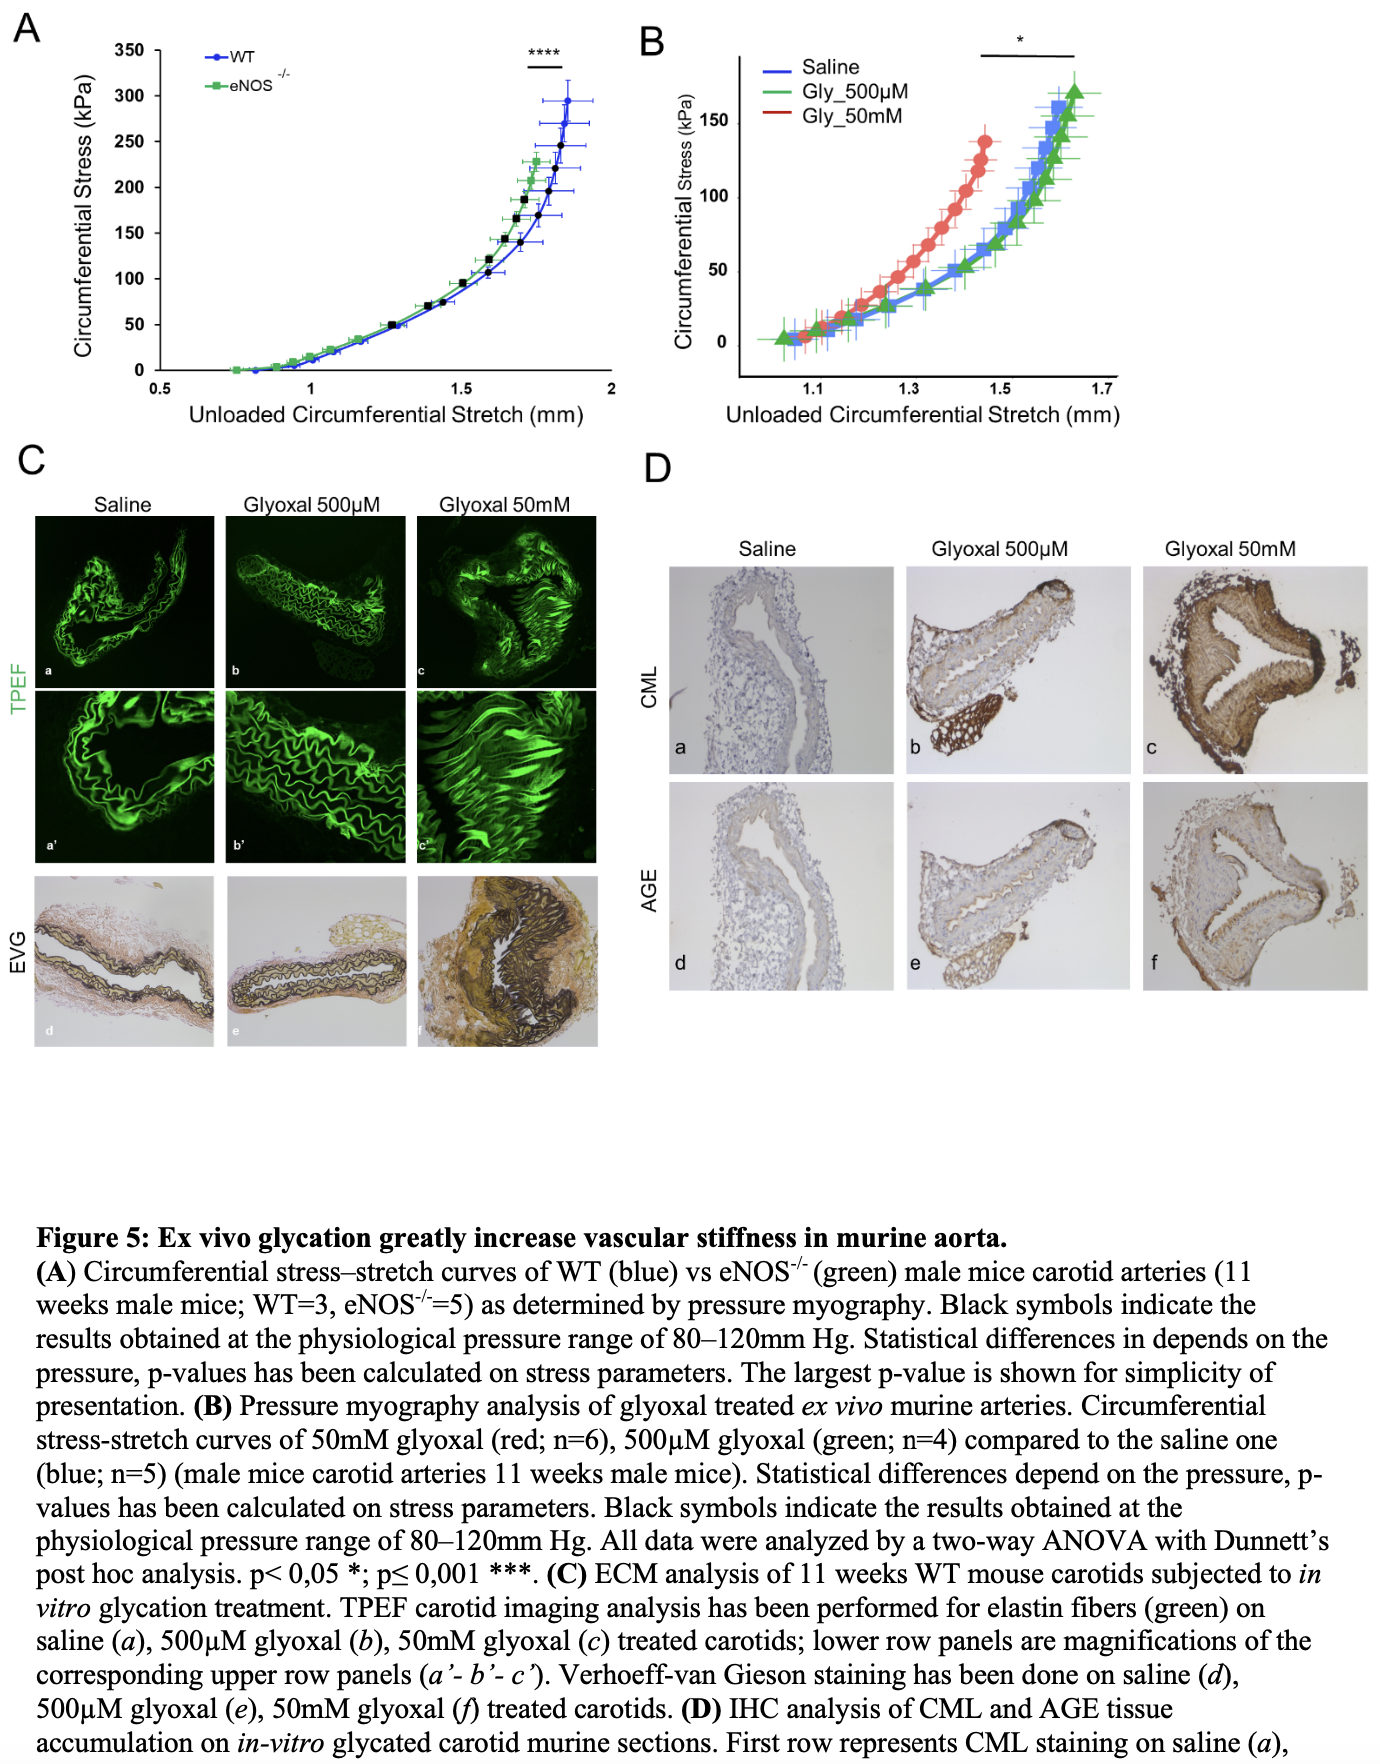 A
350
300
250
200
150
100
50
0
0.5
1
1.5
2
WT
eNOS -/-
****
Circumferential Stress (kPa)
Unloaded Circumferential Stretch (mm)
B
*
Saline
Gly_500µM
Gly_50mM
150
100
50
0
1.1
1.3
1.5
1.7
Circumferential Stress (kPa)
Unloaded Circumferential Stretch (mm)
C
Saline
Glyoxal 500µM
Glyoxal 50mM
TPEF
a
b
c
a'
b'
c'
EVG
d
e
f
D
Saline
Glyoxal 500µM
Glyoxal 50mM
CML
a
b
c
AGE
d
e
f
Figure 5: Ex vivo glycation greatly increase vascular stiffness in murine aorta.
(A) Circumferential stress–stretch curves of WT (blue) vs eNOS-/- (green) male mice carotid arteries (11
weeks male mice; WT=3, eNOS-/-=5) as determined by pressure myography. Black symbols indicate the
results obtained at the physiological pressure range of 80–120mm Hg. Statistical differences in depends on the
pressure, p-values has been calculated on stress parameters. The largest p-value is shown for simplicity of
presentation. (B) Pressure myography analysis of glyoxal treated ex vivo murine arteries. Circumferential
stress-stretch curves of 50mM glyoxal (red; n=6), 500µM glyoxal (green; n=4) compared to the saline one
(blue; n=5) (male mice carotid arteries 11 weeks male mice). Statistical differences depend on the pressure, p-
values has been calculated on stress parameters. Black symbols indicate the results obtained at the
physiological pressure range of 80–120mm Hg. All data were analyzed by a two-way ANOVA with Dunnett’s
post hoc analysis. p< 0,05 *; p≤ 0,001 ***. (C) ECM analysis of 11 weeks WT mouse carotids subjected to in
vitro glycation treatment. TPEF carotid imaging analysis has been performed for elastin fibers (green) on
saline (a), 500µM glyoxal (b), 50mM glyoxal (c) treated carotids; lower row panels are magnifications of the
corresponding upper row panels (a’- b’- c’). Verhoeff-van Gieson staining has been done on saline (d),
500µM glyoxal (e), 50mM glyoxal (f) treated carotids. (D) IHC analysis of CML and AGE tissue
accumulation on in-vitro glycated carotid murine sections. First row represents CML staining on saline (a),